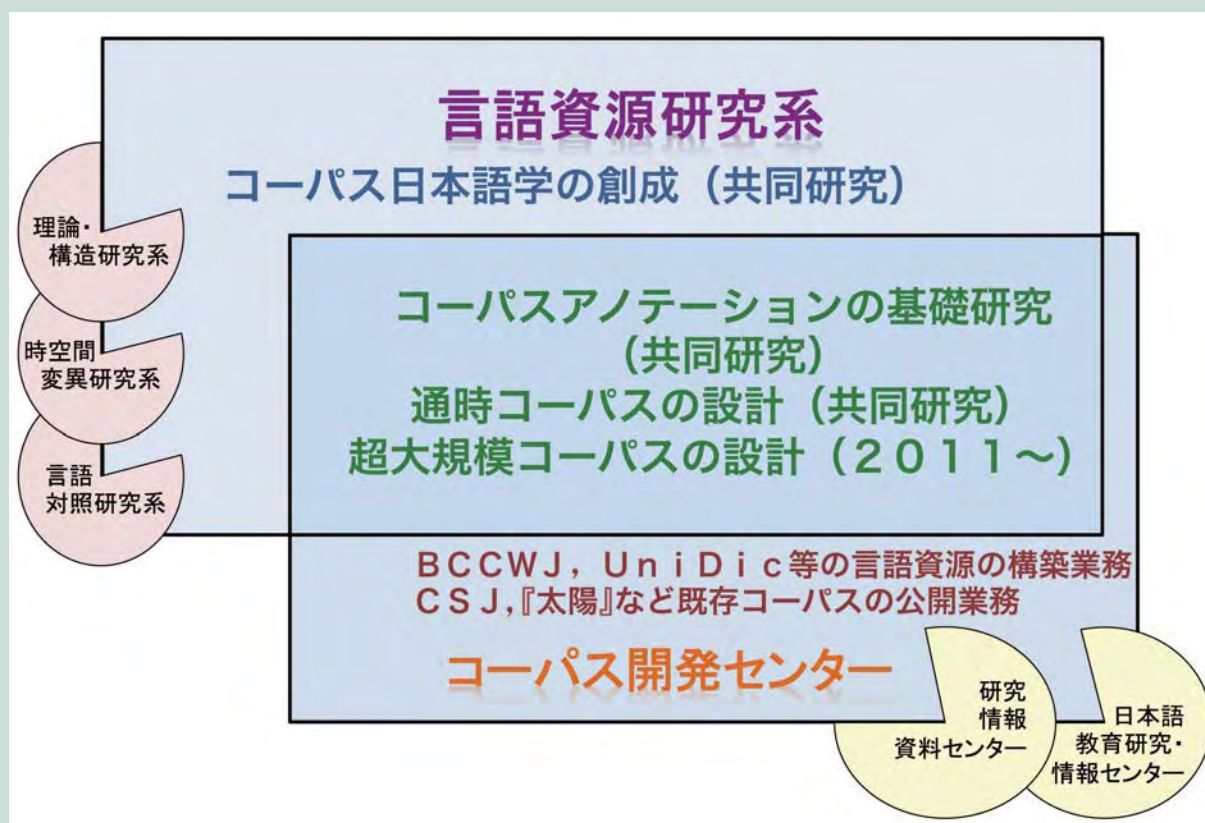 言語資源研究系
コーパス日本語学の創成（共同研究）
理論・
構造研究系
時空間
変異研究系
言語
対照研究系
コーパスアノテーションの基礎研究
（共同研究）
通時コーパスの設計（共同研究）
超大規模コーパスの設計（２０１１～）
ＢＣＣＷＪ，ＵｎｉＤｉｃ等の言語資源の構築業務
ＣＳＪ，『太陽』など既存コーパスの公開業務
コーパス開発センター
研究
情報
資料センター
日本語
教育研究・
情報センター